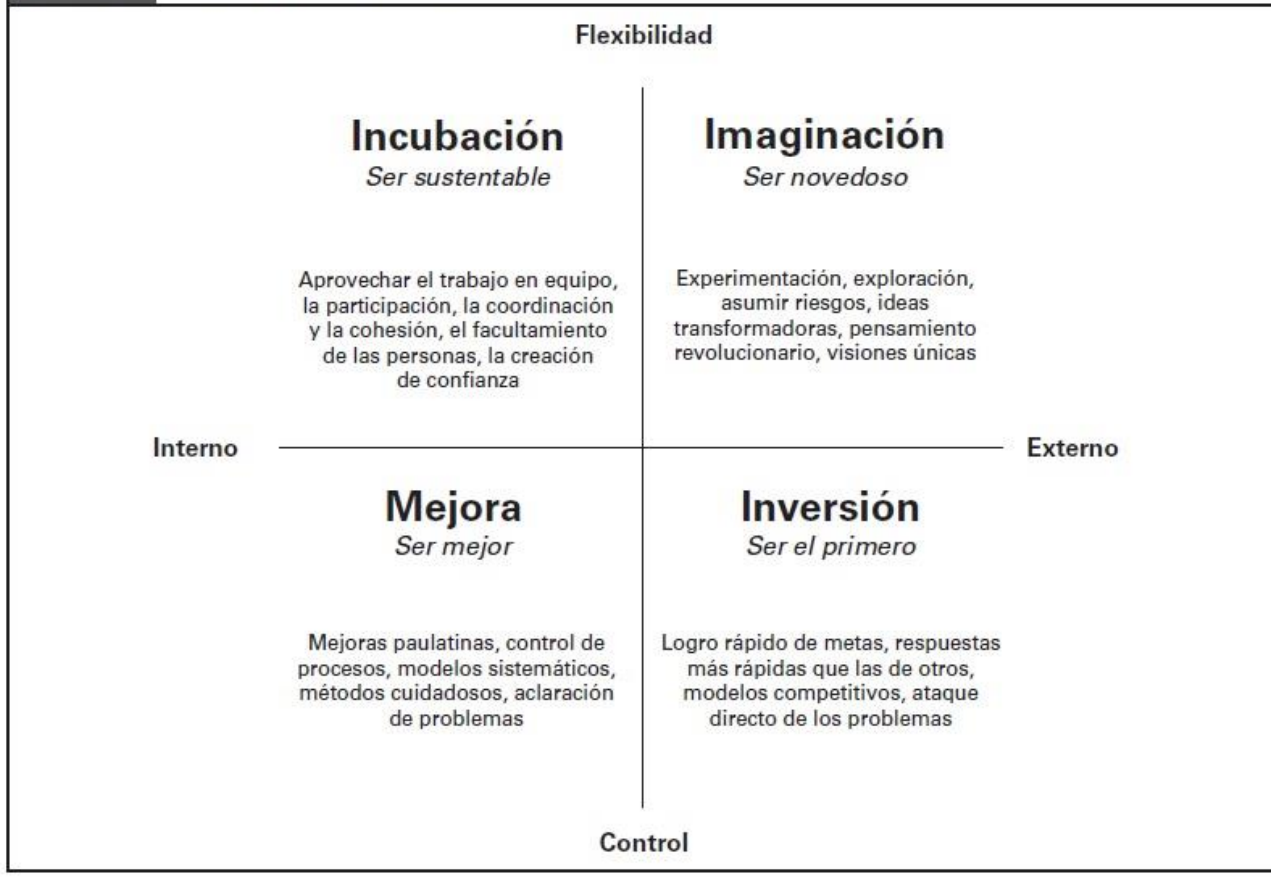 Flexibilidad
Incubación
Ser sustentable
Aprovechar el trabajo en equipo,
la participación, la coordinación
y la cohesión, el facultamiento
de las personas, la creación
de confianza
Imaginación
Ser novedoso
Experimentación, exploración,
asumir riesgos, ideas
transformadoras, pensamiento
revolucionario, visiones únicas
Interno
Externo
Mejora
Ser mejor
Mejoras paulatinas, control de
procesos, modelos sistemáticos,
métodos cuidadosos, aclaración
de problemas
Inversión
Ser el primero
Logro rápido de metas, respuestas
más rápidas que las de otros,
modelos competitivos, ataque
directo de los problemas
Control